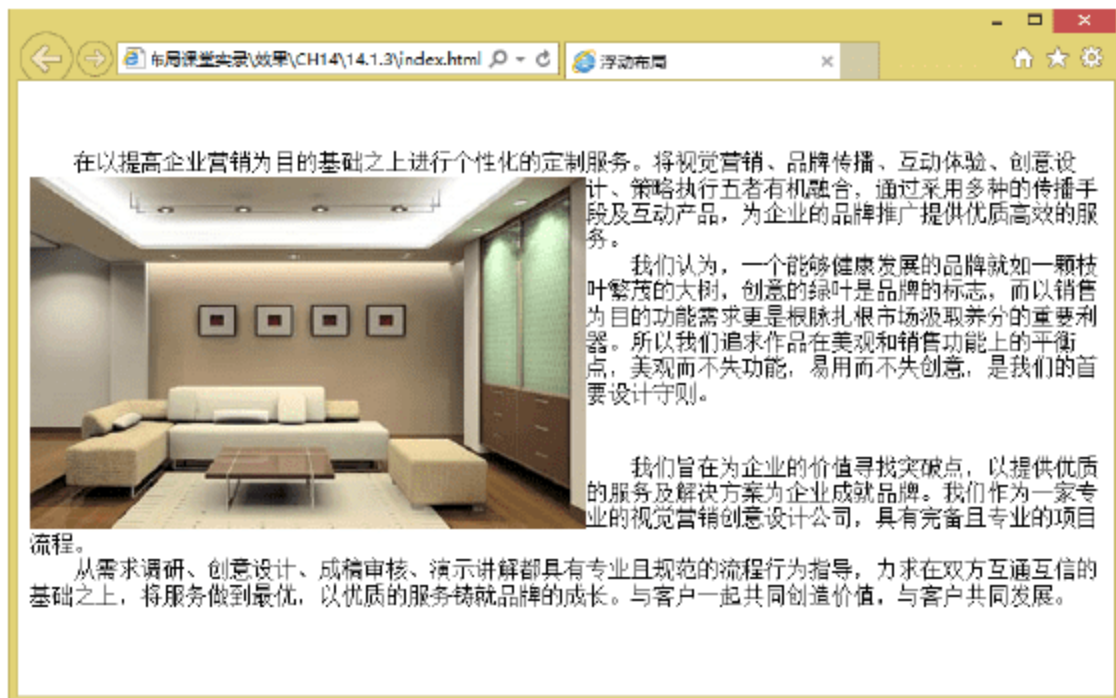 布局课堂实录\效果\CH14\14.1.3\index.html
浮动布局
在以提高企业营销为目的基础之上进行个性化的定制服务。将视觉营销、品牌传播、互动体验、创意设
计、策略执行五者有机融合，通过采用多种的传播手
段及互动产品，为企业的品牌推广提供优质高效的服
务。
我们认为，一个能够健康发展的品牌就如一颗枝
叶繁茂的大树，创意的绿叶是品牌的标志，而以销售
为目的功能需求更是根脉扎根市场汲取养分的重要利
器。所以我们追求作品在美观和销售功能上的平衡
点，美观而不失功能，易用而不失创意，是我们的首
要设计守则。
我们旨在为企业的价值寻找突破点，以提供优质
的服务及解决方案为企业成就品牌。我们作为一家专
业的视觉营销创意设计公司，具有完备且专业的项目
流程。
从需求调研、创意设计、成稿审核、演示讲解都具有专业且规范的流程行为指导，力求在双方互通互信的
基础之上，将服务做到最优，以优质的服务铸就品牌的成长。与客户一起共同创造价值，与客户共同发展。